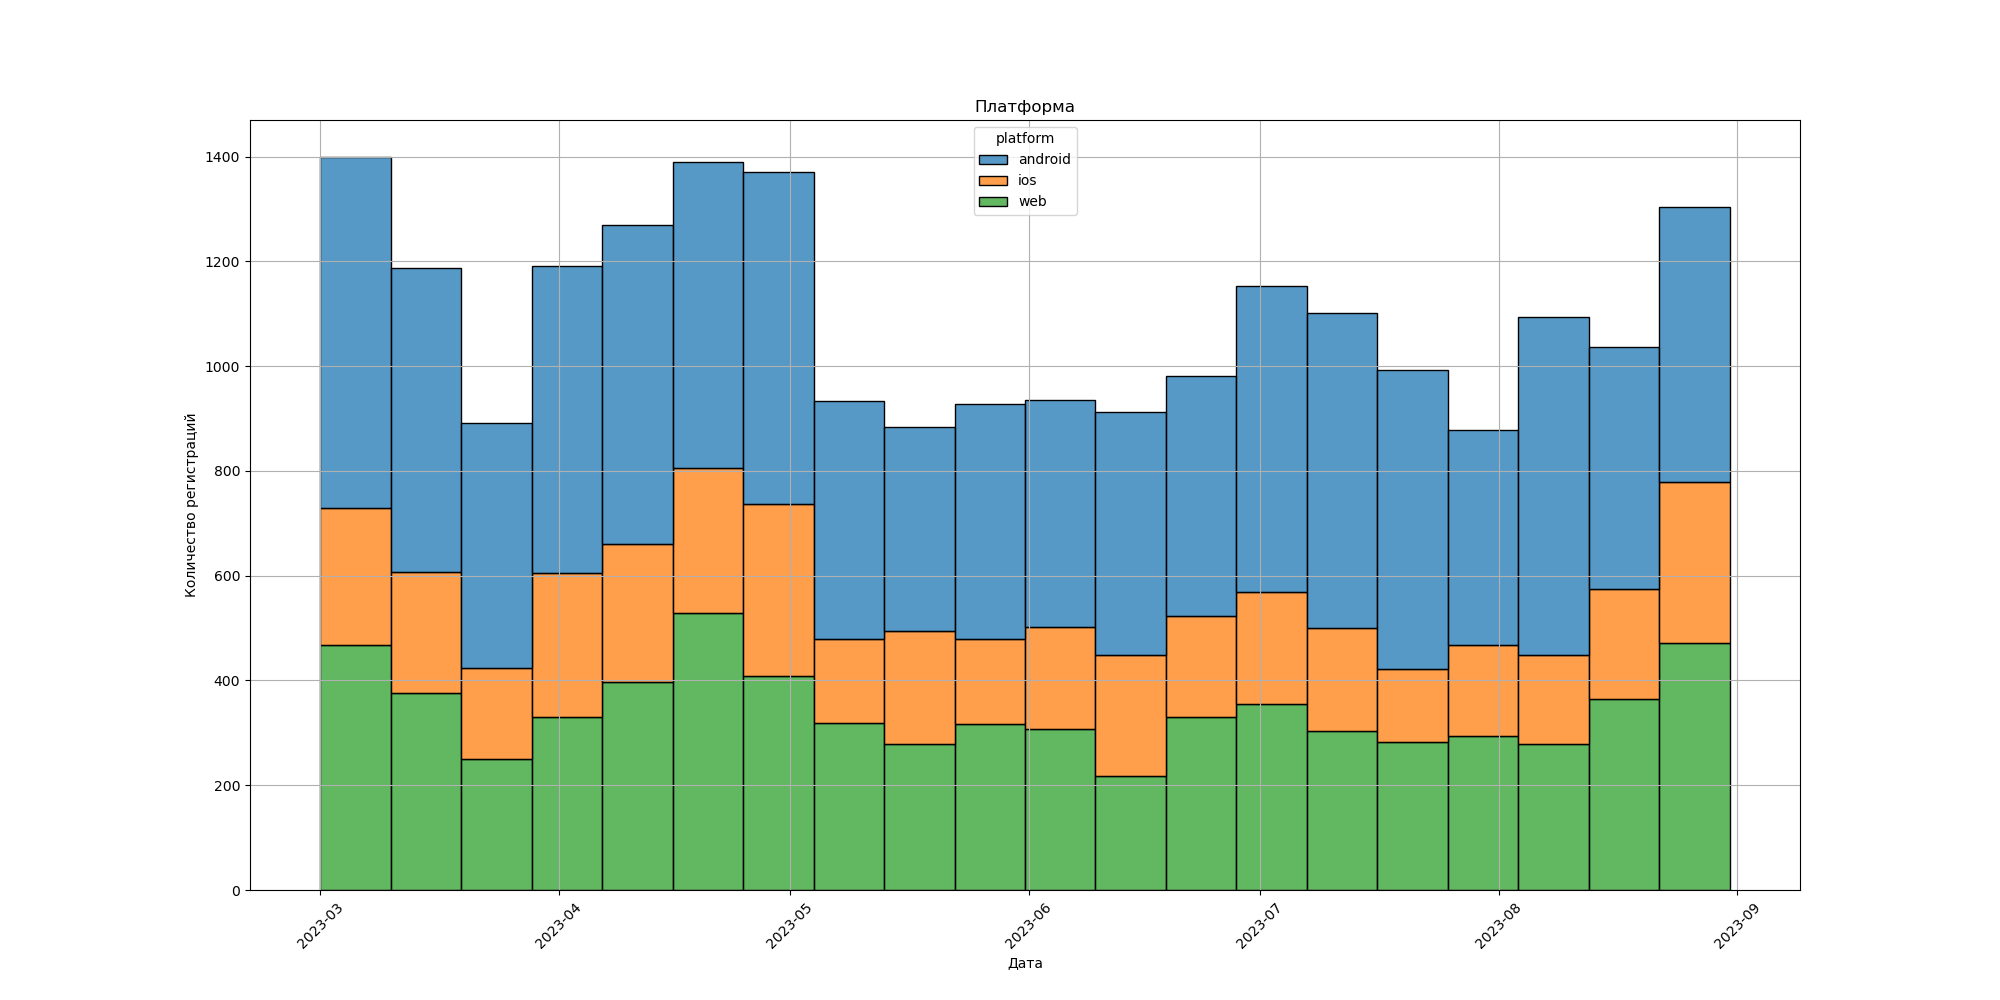 Платформа
platform
android
ios
web
Количество регистраций
1400
1200
1000
800
600
400
200
0
2023-03
2023-04
2023-05
2023-06
2023-07
2023-08
2023-09
Дата